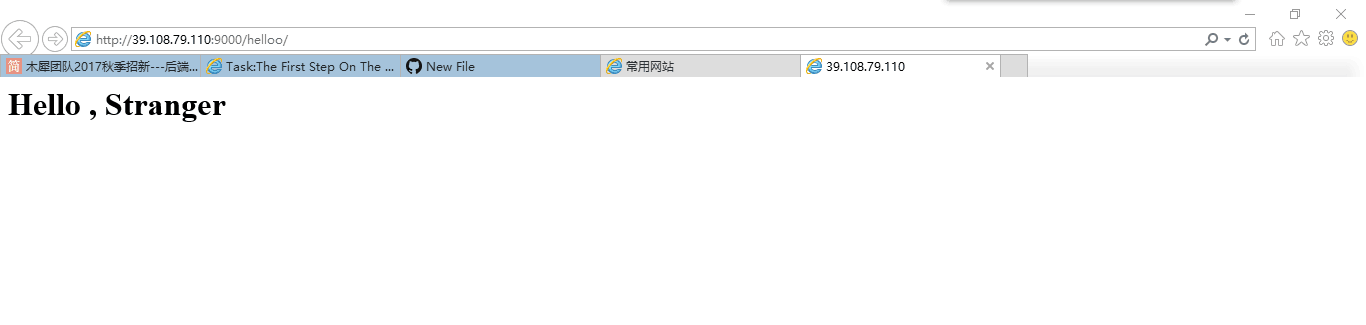 http://39.108.79.110:9000/helloo/
简 木犀团队2017秋季招新---后端...
Task:The First Step On The ...
New File
常用网站
39.108.79.110
Hello , Stranger